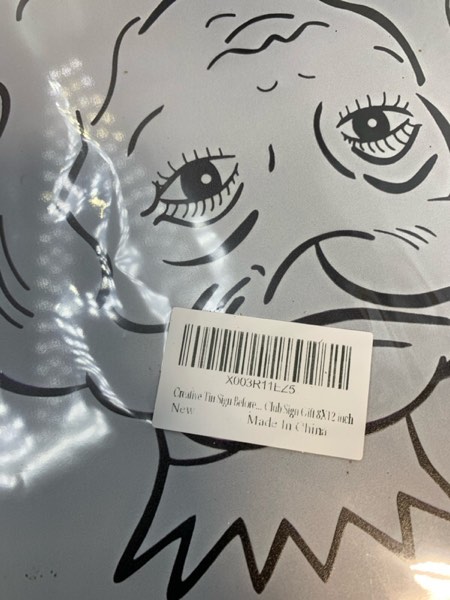 X003R11EZ5
Creative Tin Sign Before... Club Sign Gift 8X12 inch
New
Made In China